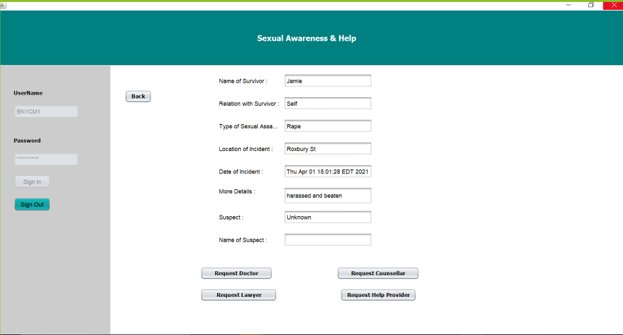 Sexual Awareness & Help
UserName
BN1CM1
Password
*********
Sign In
Sign Out
Back
Name of Survivor :
Jamie
Relation with Survivor :
Self
Type of Sexual Assa...
Rape
Location of Incident :
Roxbury St
Date of Incident :
Thu Apr 01 15:01:28 EDT 2021
More Details :
harassed and beaten
Suspect :
Unknown
Name of Suspect :
Request Doctor
Request Counsellar
Request Lawyer
Request Help Provider